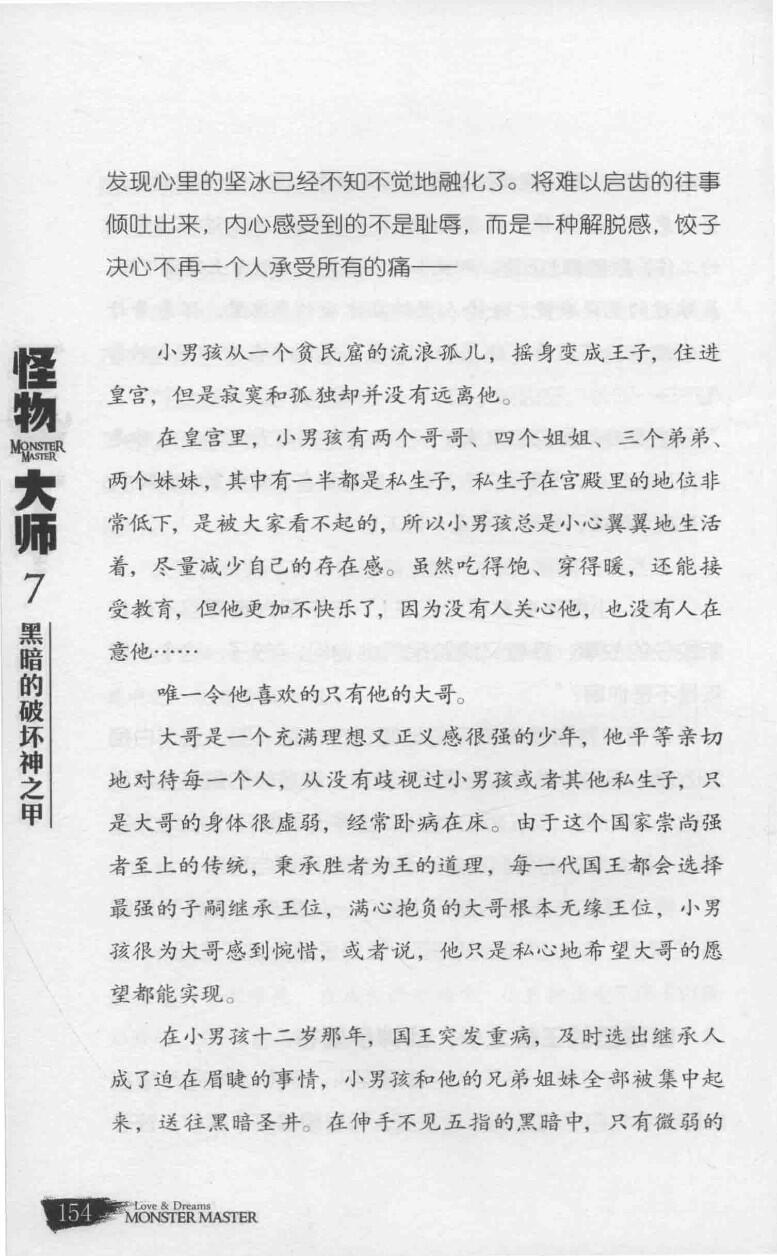 发现心里的坚冰已经不知不觉地融化了。将难以启齿的往事
倾吐出来，内心感受到的不是耻辱，而是一种解脱感，饺子
决心不再一个人承受所有的痛——
小男孩从一个贫民窟的流浪孤儿，摇身变成王子，住进
皇宫，但是寂寞和孤独却并没有远离他。
在皇宫里，小男孩有两个哥哥、四个姐姐、三个弟弟、
两个妹妹，其中有一半都是私生子，私生子在宫殿里的地位非
常低下，是被大家看不起的，所以小男孩总是小心翼翼地生活
着，尽量减少自己的存在感。虽然吃得饱、穿得暖，还能接
受教育，但他更加不快乐了，因为没有人关心他，也没有人在
意他……
唯一令他喜欢的只有他的大哥。
大哥是一个充满理想又正义感很强的少年，他平等亲切
地对待每一个人，从没有歧视过小男孩或者其他私生子，只
是大哥的身体很虚弱，经常卧病在床。由于这个国家崇尚强
者至上的传统，秉承胜者为王的道理，每一代国王都会选择
最强的子嗣继承王位，满心抱负的大哥根本无缘王位，小男
孩很为大哥感到惋惜，或者说，他只是私心地希望大哥的愿
望都能实现。
在小男孩十二岁那年，国王突发重病，及时选出继承人
成了迫在眉睫的事情，小男孩和他的兄弟姐妹全部被集中起
来，送往黑暗圣井。在伸手不见五指的黑暗中，只有微弱的
怪物
MONSTER
MASTER
大师
7
黑暗的破坏神之甲
154
Love & Dreams
MONSTER MASTER